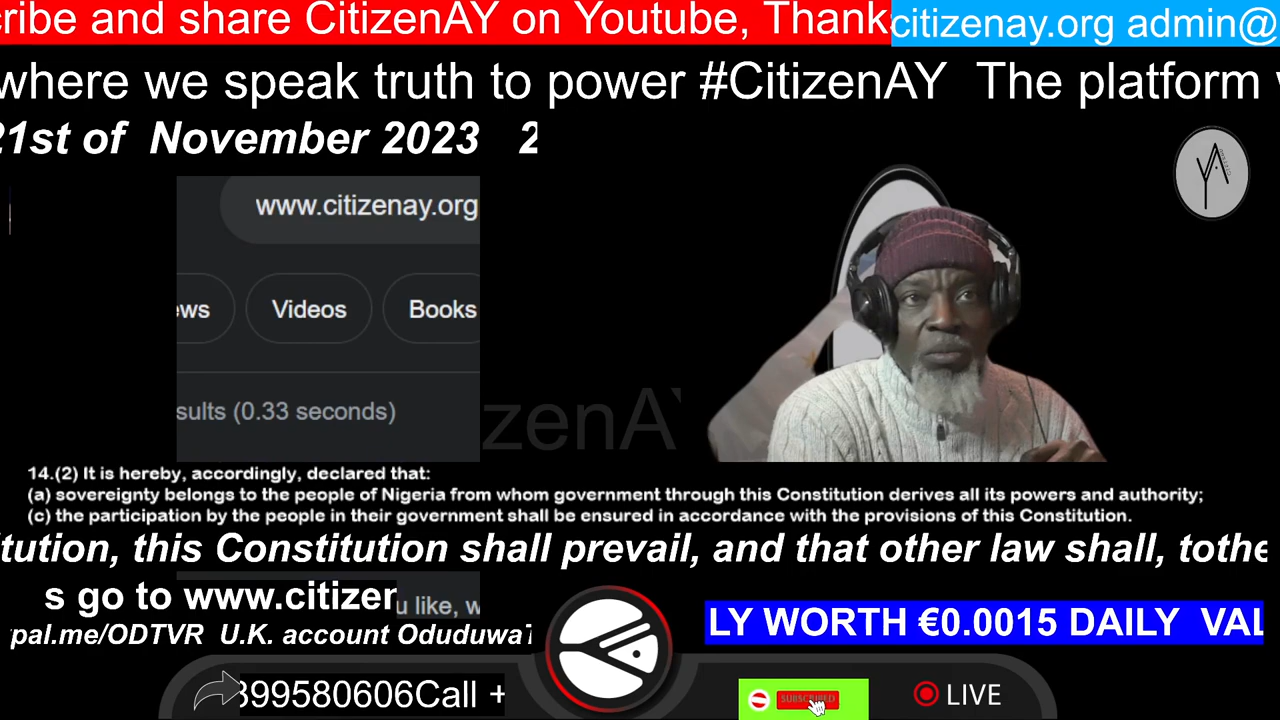 cribe and share CitizenAY on Youtube, Thank
citizenay.org admin@
where we speak truth to power #CitizenAY The platform
21st of November 2023 2
www.citizenay.org
ews Videos Books
sults (0.33 seconds)
zenAY
14.(2) It is hereby, accordingly, declared that:
(a) sovereignty belongs to the people of Nigeria from whom government through this Constitution derives all its powers and authority;
(c) the participation by the people in their government shall be ensured in accordance with the provisions of this Constitution.
tution, this Constitution shall prevail, and that other law shall, tothe
s go to www.citizen
u like, w
LY WORTH €0.0015 DAILY VAL
pal.me/ODTVR U.K. account OduduwaT
399580606Call +
SUBSCRIBED
LIVE